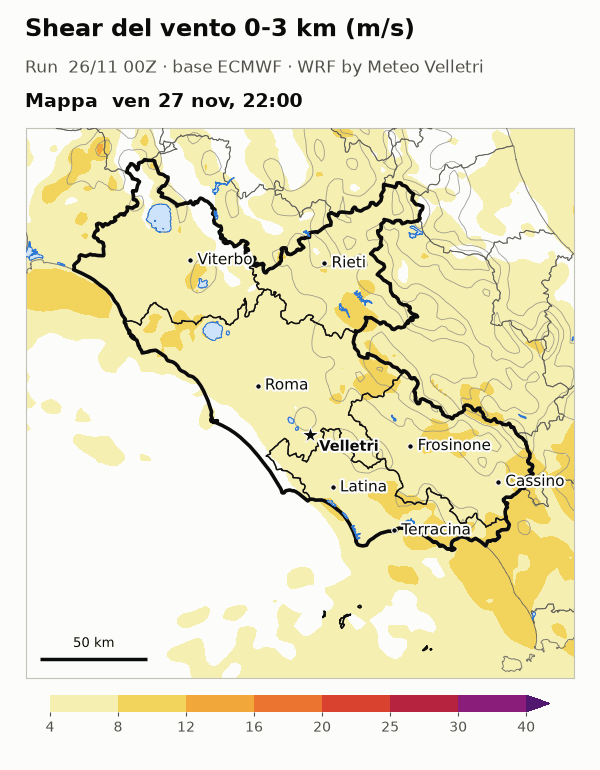 Shear del vento 0-3 km (m/s)
Run  26/11 00Z · base ECMWF · WRF by Meteo Velletri
Mappa  ven 27 nov, 22:00
Viterbo
Rieti
Roma
Velletri
Frosinone
Latina
Cassino
Terracina
50 km
4 8 12 16 20 25 30 40